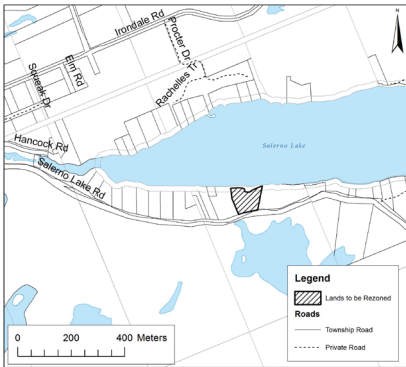 N
Irondale Rd
Procter Dr
Elm Rd
Squeak Dr
Rachelles Tr
Hancock Rd
Salerno Lake
Salerno Lake Rd
Legend
Lands to be Rezoned
Roads
Township Road
Private Road
0 200 400 Meters